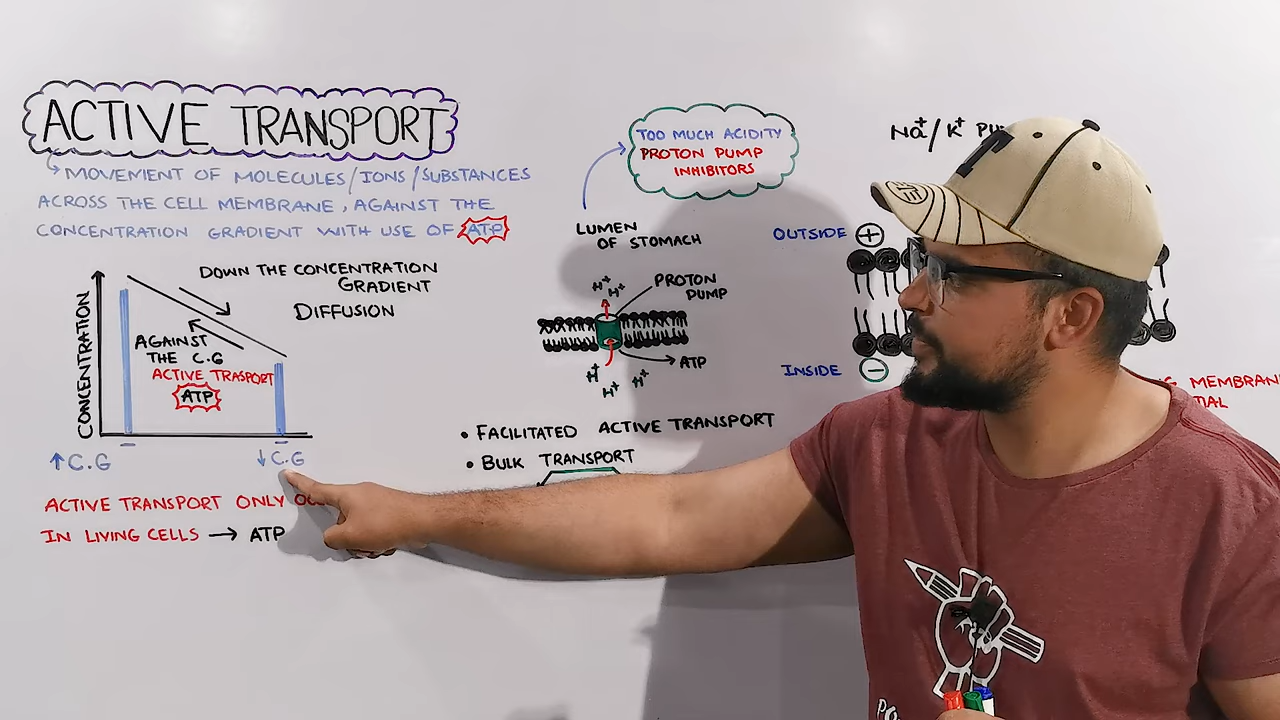 ACTIVE TRANSPORT
MOVEMENT OF MOLECULES/IONS/SUBSTANCES
ACROSS THE CELL MEMBRANE, AGAINST THE
CONCENTRATION GRADIENT WITH USE OF ATP
DOWN THE CONCENTRATION
GRADIENT
DIFFUSION
CONCENTRATION
AGAINST
THE C.G
ACTIVE TRASPORT
ATP
↑C.G
↓C.G
ACTIVE TRANSPORT ONLY
IN LIVING CELLS → ATP
TOO MUCH ACIDITY
PROTON PUMP
INHIBITORS
LUMEN
OF STOMACH
H⁺ H⁺
PROTON
PUMP
ATP
H⁺ H⁺ H⁺
• FACILITATED ACTIVE TRANSPORT
• BULK TRANSPORT
Na⁺/K⁺
OUTSIDE +
INSIDE −
MEMBRANE